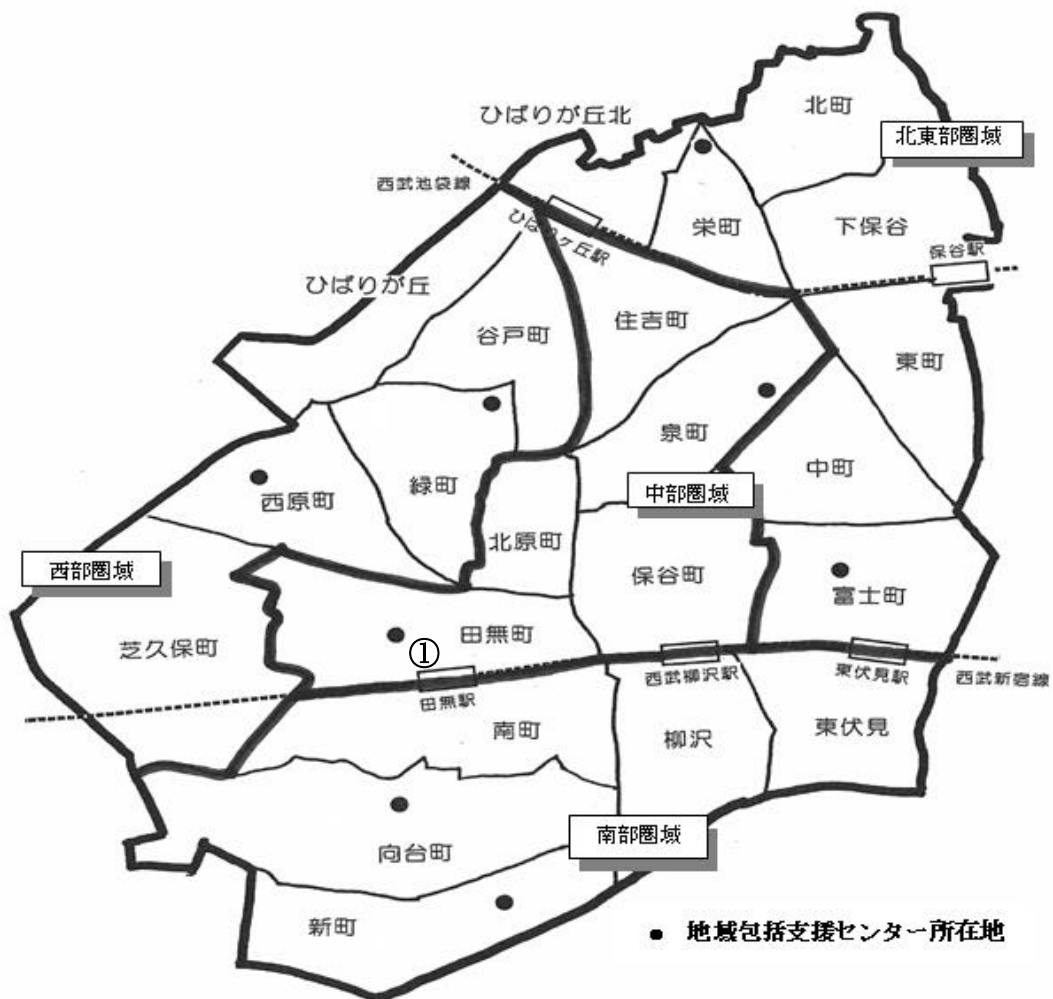 北町
ひばりが丘北
北東部圏域
西武池袋線
栄町
下保谷
ひばりヶ丘駅
保谷駅
ひばりが丘
住吉町
谷戸町
東町
泉町
中町
緑町
西原町
中部圏域
北原町
西部圏域
保谷町
富士町
芝久保町
田無町
①
西武柳沢駅
東伏見駅
西武新宿線
田無駅
南町
柳沢
東伏見
南部圏域
向台町
新町
● 地域包括支援センター所在地